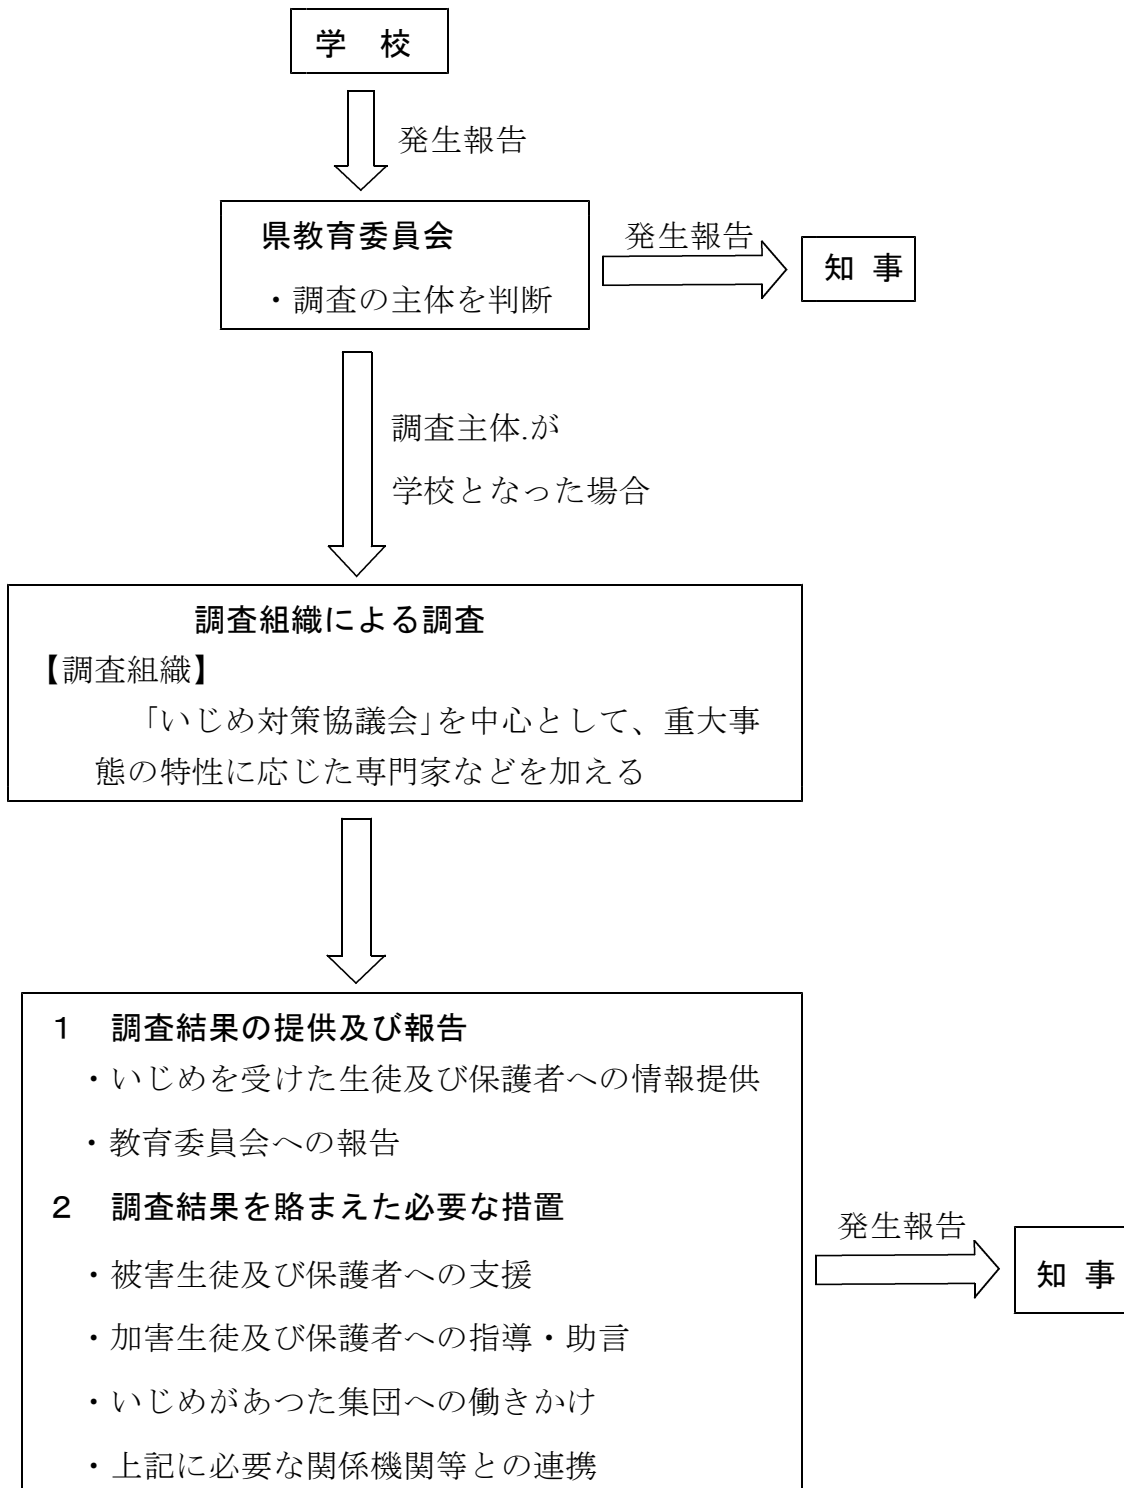 学　校
発生報告
県教育委員会
・調査の主体を判断
発生報告
知 事
調査主体.が
学校となった場合
調査組織による調査
【調査組織】
「いじめ対策協議会」を中心として、重大事
態の特性に応じた専門家などを加える
１　調査結果の提供及び報告
・いじめを受けた生徒及び保護者への情報提供
・教育委員会への報告
２　調査結果を賂まえた必要な措置
・被害生徒及び保護者への支援
・加害生徒及び保護者への指導・助言
・いじめがあつた集団への働きかけ
・上記に必要な関係機関等との連携
発生報告
知 事